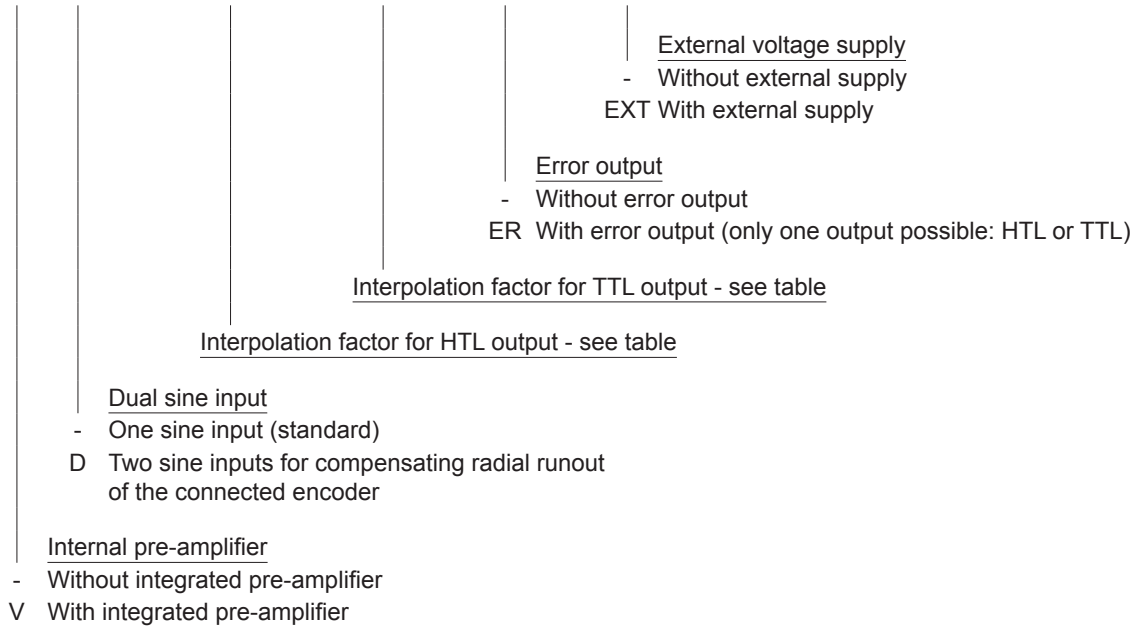 External voltage supply
- Without external supply
EXT With external supply
Error output
- Without error output
ER With error output (only one output possible: HTL or TTL)
Interpolation factor for TTL output - see table
Interpolation factor for HTL output - see table
Dual sine input
- One sine input (standard)
D Two sine inputs for compensating radial runout
of the connected encoder
Internal pre-amplifier
- Without integrated pre-amplifier
V With integrated pre-amplifier